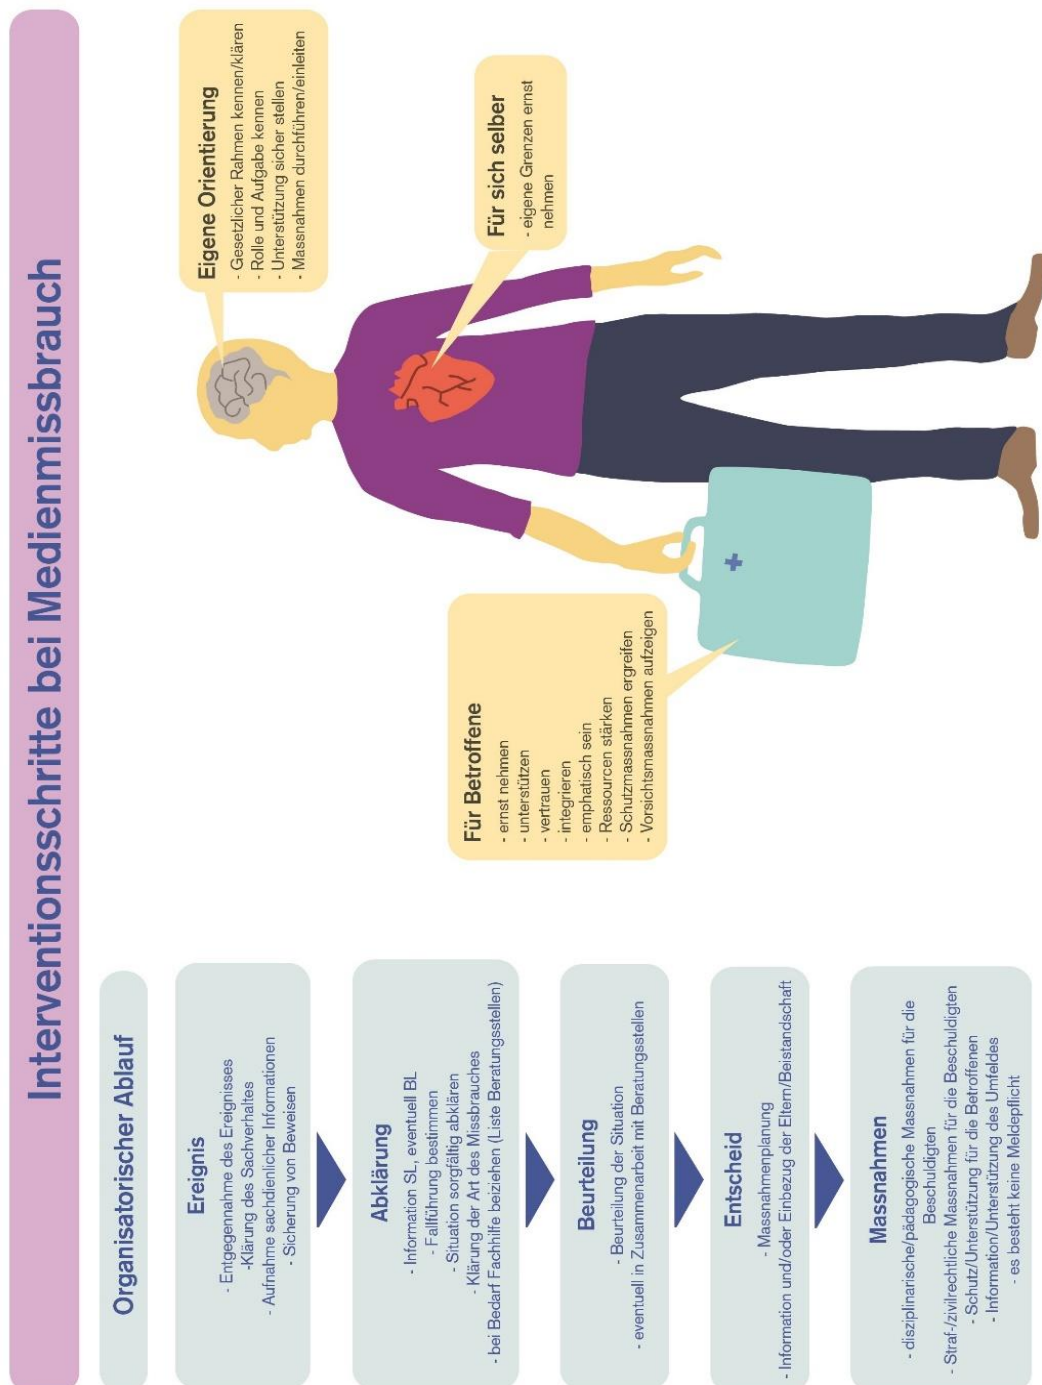 Interventionsschritte bei Medienmissbrauch
Organisatorischer Ablauf
Ereignis
- Entgegennahme des Ereignisses
-Klärung des Sachverhaltes
- Aufnahme sachdienlicher Informationen
- Sicherung von Beweisen
Abklärung
- Information SL, eventuell BL
- Fallführung bestimmen
- Situation sorgfältig abklären
- Klärung der Art des Missbrauches
- bei Bedarf Fachhilfe beiziehen (Liste Beratungsstellen)
Beurteilung
- Beurteilung der Situation
- eventuell in Zusammenarbeit mit Beratungsstellen
Entscheid
- Massnahmenplanung
- Information und/oder Einbezug der Eltern/Beistandschaft
Massnahmen
- disziplinarische/pädagogische Massnahmen für die
Beschuldigten
- Straf-/zivilrechtliche Massnahmen für die Beschuldigten
- Schutz/Unterstützung für die Betroffenen
- Information/Unterstützung des Umfeldes
- es besteht keine Meldepflicht
Für Betroffene
- ernst nehmen
- unterstützen
- vertrauen
- integrieren
- emphatisch sein
- Ressourcen stärken
- Schutzmassnahmen ergreifen
- Vorsichtsmassnahmen aufzeigen
Eigene Orientierung
- Gesetzlicher Rahmen kennen/klären
- Rolle und Aufgabe kennen
- Unterstützung sicher stellen
- Massnahmen durchführen/einleiten
Für sich selber
- eigene Grenzen ernst
nehmen